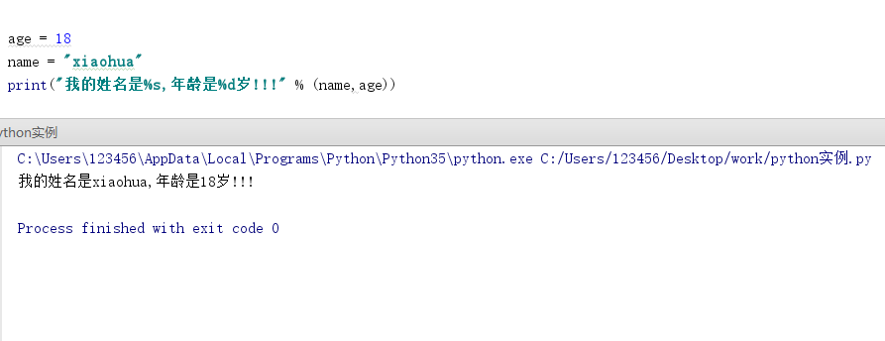 age = 18
name = "xiaohua"
print("我的姓名是%s,年龄是%d岁!!!" % (name,age))
ython实例
C:\Users\123456\AppData\Local\Programs\Python\Python35\python.exe C:/Users/123456/Desktop/work/python实例.py
我的姓名是xiaohua,年龄是18岁!!!
Process finished with exit code 0